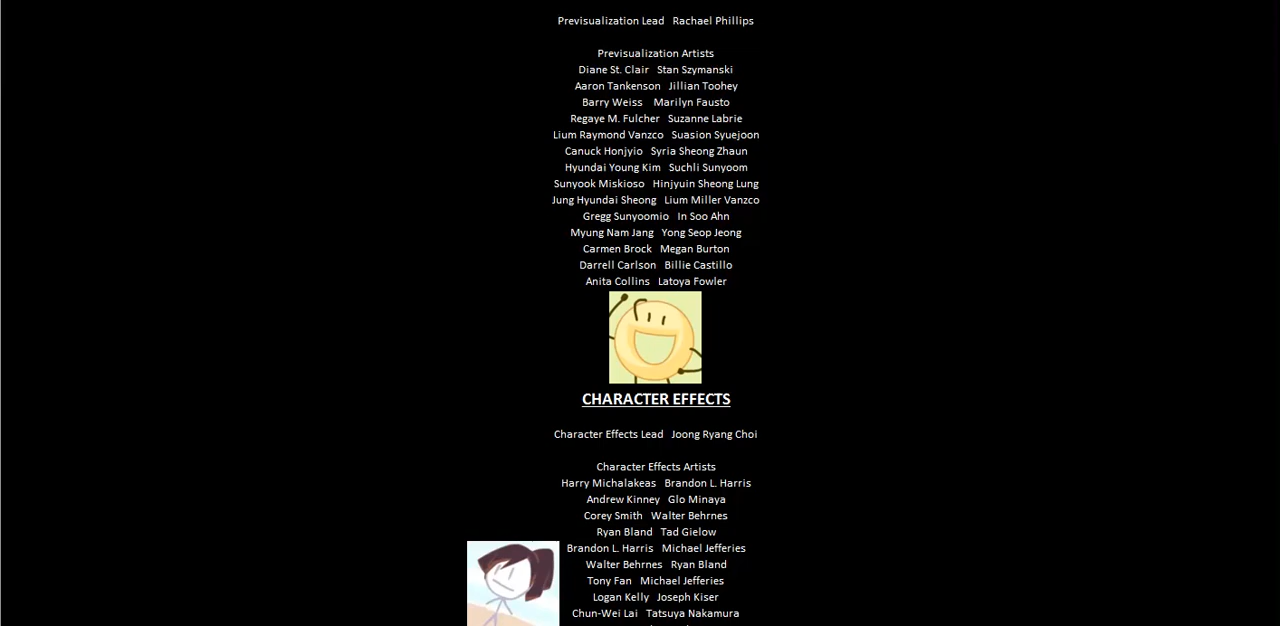 Previsualization Lead Rachael Phillips
Previsualization Artists
Diane St. Clair Stan Szymanski
Aaron Tankenson Jillian Toohey
Barry Weiss Marilyn Fausto
Regaye M. Fulcher Suzanne Labrie
Lium Raymond Vanzco Suasion Syuejoon
Canuck Honjyio Syria Sheong Zhaun
Hyundai Young Kim Suchli Sunyoom
Sunyook Miskioso Hinjyuin Sheong Lung
Jung Hyundai Sheong Lium Miller Vanzco
Gregg Sunyoomio In Soo Ahn
Myung Nam Jang Yong Seop Jeong
Carmen Brock Megan Burton
Darrell Carlson Billie Castillo
Anita Collins Latoya Fowler
CHARACTER EFFECTS
Character Effects Lead Joong Ryang Choi
Character Effects Artists
Harry Michalakeas Brandon L. Harris
Andrew Kinney Glo Minaya
Corey Smith Walter Behrnes
Ryan Bland Tad Gielow
Brandon L. Harris Michael Jefferies
Walter Behrnes Ryan Bland
Tony Fan Michael Jefferies
Logan Kelly Joseph Kiser
Chun-Wei Lai Tatsuya Nakamura